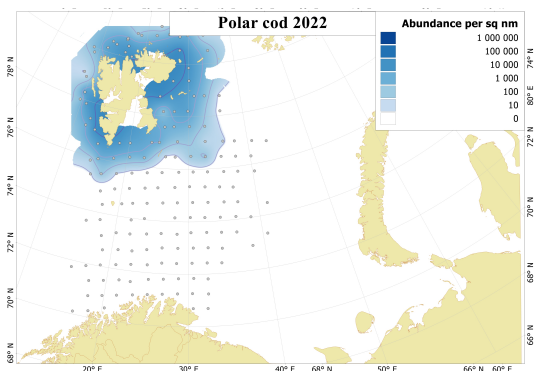 Polar cod 2022
Abundance per sq nm
1 000 000
100 000
10 000
1 000
100
10
0
78° N
76° N
74° N
72° N
70° N
68° N
20° E
30° E
40° E
68° N
50° E
66° N
60° E
74° N
80° E
72° N
70° N
66° N